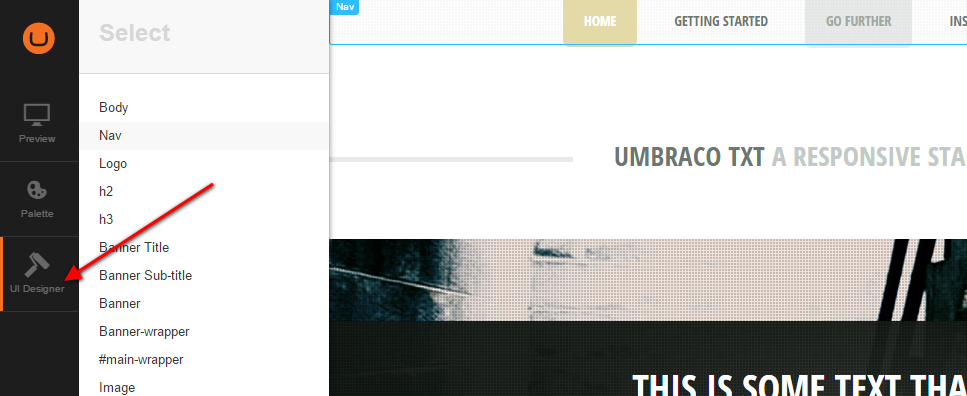 Preview
Palette
UI Designer
Select
Body
Nav
Logo
h2
h3
Banner Title
Banner Sub-title
Banner
Banner-wrapper
#main-wrapper
Image
Nav
HOME
GETTING STARTED
GO FURTHER
INS
UMBRACO TXT A RESPONSIVE STA
THIS IS SOME TEXT THA